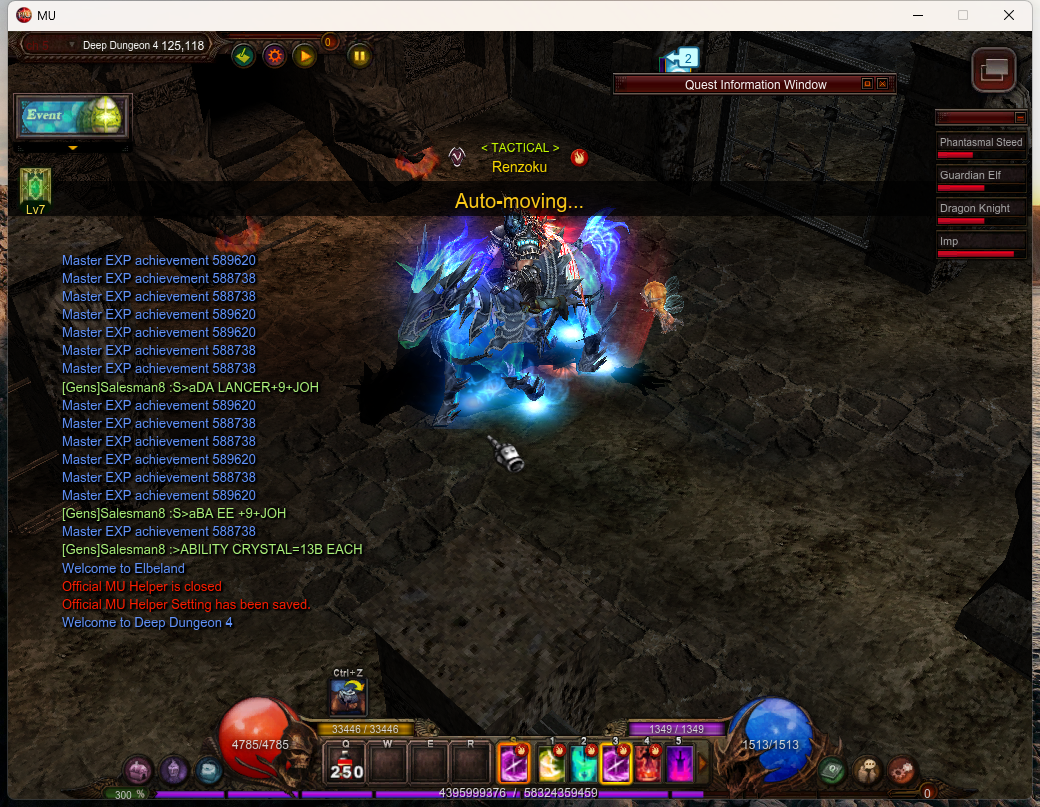 MU
Deep Dungeon 4 125,118
0
2
Quest Information Window
Event
Phantasmal Steed
Guardian Elf
Dragon Knight
Imp
Lv7
< TACTICAL >
Renzoku
Auto-moving...
Master EXP achievement 589620
Master EXP achievement 588738
Master EXP achievement 588738
Master EXP achievement 589620
Master EXP achievement 589620
Master EXP achievement 588738
Master EXP achievement 588738
[Gens]Salesman8 :S>aDA LANCER+9+JOH
Master EXP achievement 589620
Master EXP achievement 588738
Master EXP achievement 588738
Master EXP achievement 589620
Master EXP achievement 588738
Master EXP achievement 589620
[Gens]Salesman8 :S>aBA EE +9+JOH
Master EXP achievement 588738
[Gens]Salesman8 :>ABILITY CRYSTAL=13B EACH
Welcome to Elbeland
Official MU Helper is closed
Official MU Helper Setting has been saved.
Welcome to Deep Dungeon 4
Ctrl+Z
33446 / 33446
1349 / 1349
4785/4785
Q W E R
1 2 3 4 5
250
1513/1513
300 %
4395999376 / 58324359459
0